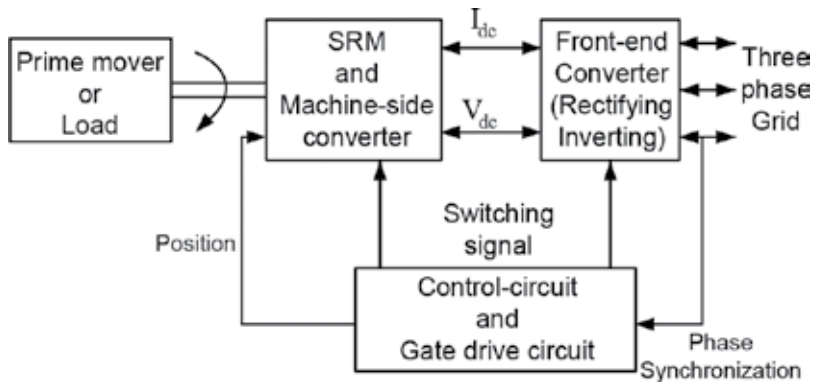 Prime mover
or
Load
SRM
and
Machine-side
converter
I_dc
V_dc
Front-end
Converter
(Rectifying
Inverting)
Three
phase
Grid
Position
Switching
signal
Control-circuit
and
Gate drive circuit
Phase
Synchronization